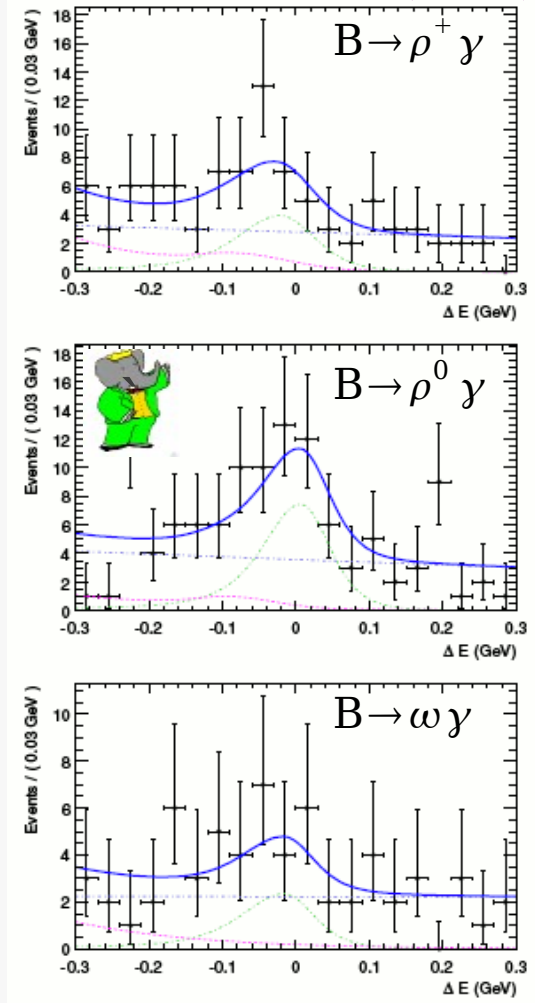 B→ρ⁺γ
Events / ( 0.03 GeV )
18
16
14
12
10
8
6
4
2
0
-0.3 -0.2 -0.1 0 0.1 0.2 0.3
Δ E (GeV)
B→ρ⁰γ
Events / ( 0.03 GeV )
18
16
14
12
10
8
6
4
2
0
-0.3 -0.2 -0.1 0 0.1 0.2 0.3
Δ E (GeV)
B→ωγ
Events / ( 0.03 GeV )
10
8
6
4
2
0
-0.3 -0.2 -0.1 0 0.1 0.2 0.3
Δ E (GeV)